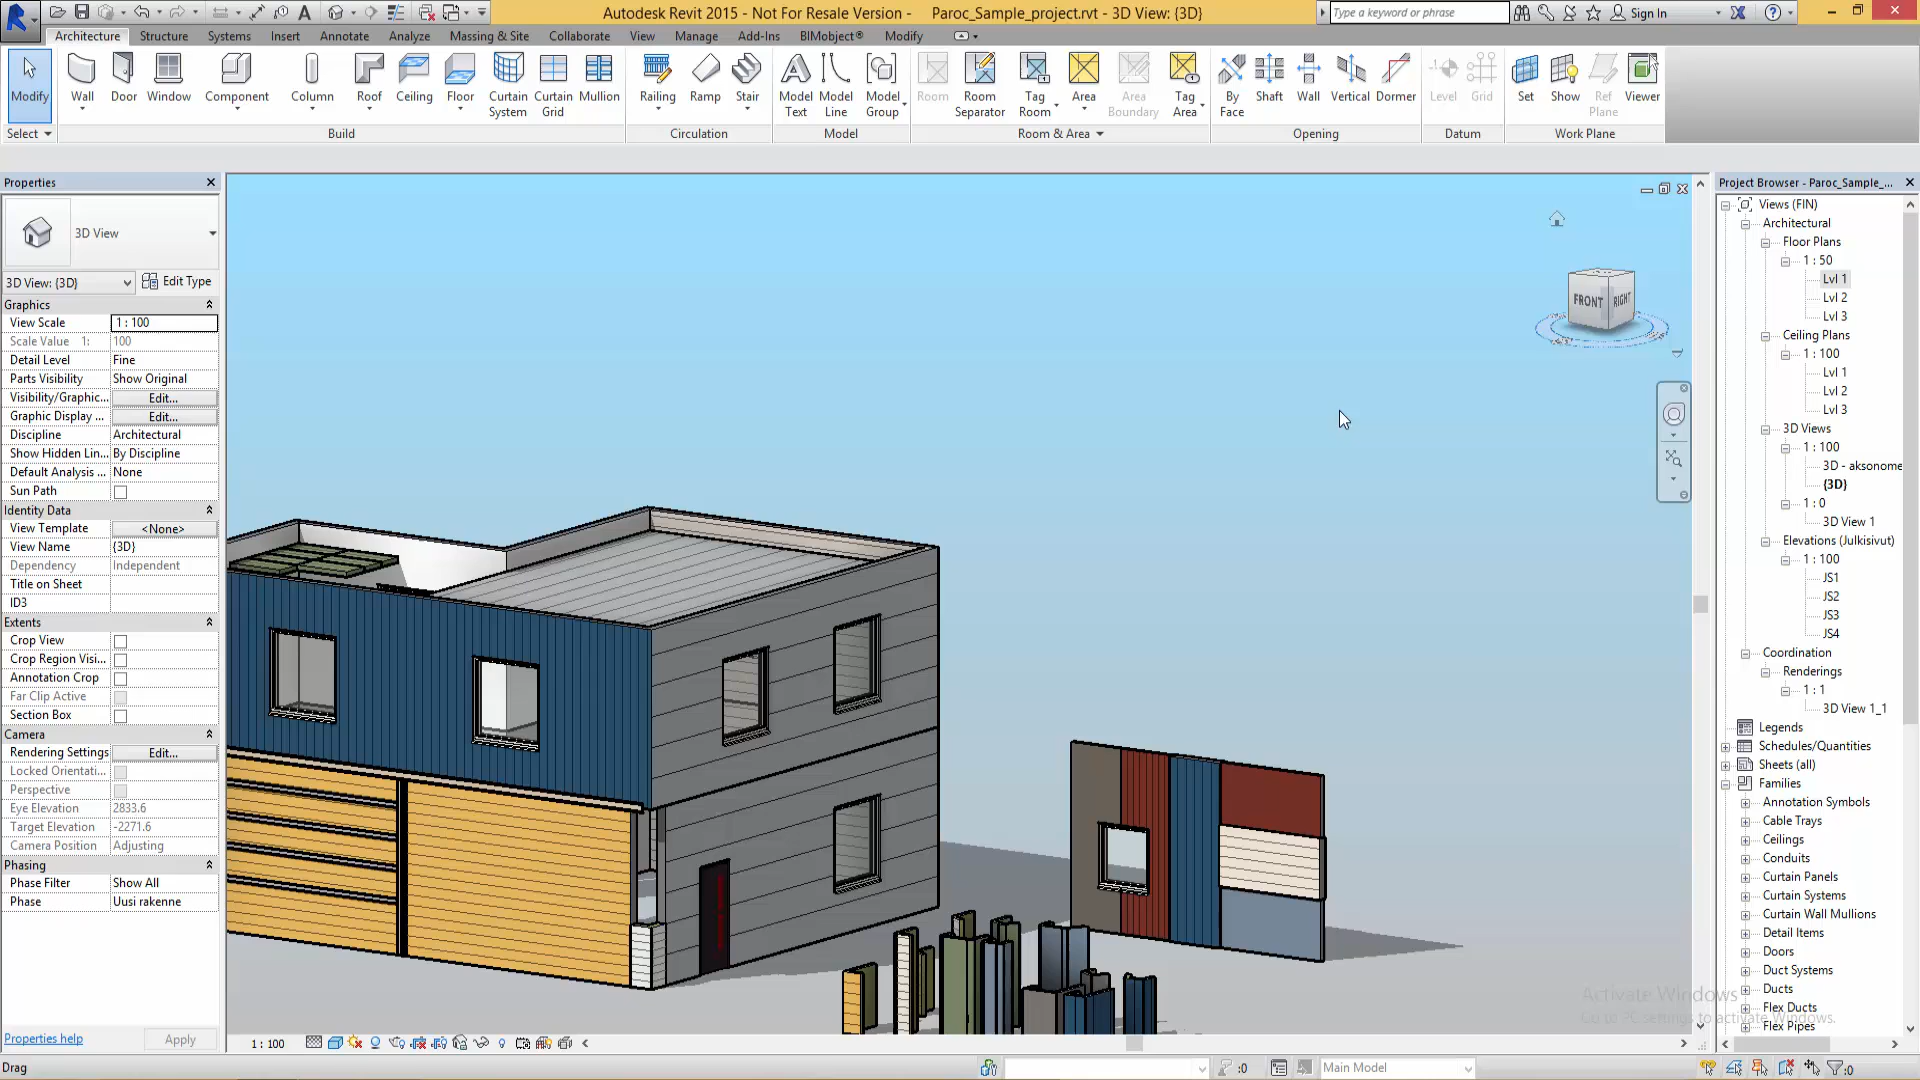 Autodesk Revit 2015 - Not For Resale Version - Paroc_Sample_project.rvt - 3D View: {3D}
Type a keyword or phrase
Sign In
Architecture Structure Systems Insert Annotate Analyze Massing & Site Collaborate View Manage Add-Ins BIMobject® Modify
Modify Wall Door Window Component Column Roof Ceiling Floor Curtain System Curtain Grid Mullion Railing Ramp Stair Model Text Model Line Model Group Room Room Separator Tag Room Area Area Boundary Tag Area By Face Shaft Wall Vertical Dormer Level Grid Set Show Ref Plane Viewer
Select Build Circulation Model Room & Area Opening Datum Work Plane
Properties
3D View
3D View: {3D} Edit Type
Graphics
View Scale 1 : 100
Scale Value 1: 100
Detail Level Fine
Parts Visibility Show Original
Visibility/Graphic... Edit...
Graphic Display ... Edit...
Discipline Architectural
Show Hidden Lin... By Discipline
Default Analysis ... None
Sun Path
Identity Data
View Template <None>
View Name {3D}
Dependency Independent
Title on Sheet
ID3
Extents
Crop View
Crop Region Visi...
Annotation Crop
Far Clip Active
Section Box
Camera
Rendering Settings Edit...
Locked Orientati...
Perspective
Eye Elevation 2833.6
Target Elevation -2271.6
Camera Position Adjusting
Phasing
Phase Filter Show All
Phase Uusi rakenne
Properties help Apply
FRONT RIGHT
1 : 100
Project Browser - Paroc_Sample_...
Views (FIN)
Architectural
Floor Plans
1 : 50
Lvl 1
Lvl 2
Lvl 3
Ceiling Plans
1 : 100
Lvl 1
Lvl 2
Lvl 3
3D Views
1 : 100
3D - aksonome
{3D}
1 : 0
3D View 1
Elevations (Julkisivut)
1 : 100
JS1
JS2
JS3
JS4
Coordination
Renderings
1 : 1
3D View 1_1
Legends
Schedules/Quantities
Sheets (all)
Families
Annotation Symbols
Cable Trays
Ceilings
Conduits
Curtain Panels
Curtain Systems
Curtain Wall Mullions
Detail Items
Doors
Duct Systems
Ducts
Flex Ducts
Flex Pipes
Activate Windows
Go to PC settings to activate Windows.
Drag
:0
Main Model
:0